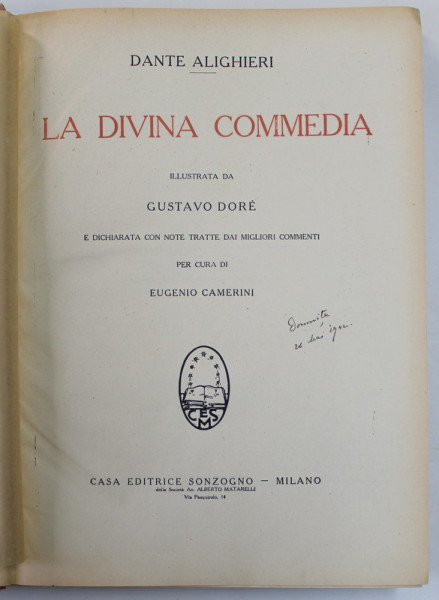 DANTE ALIGHIERI
LA DIVINA COMMEDIA
ILLUSTRATA DA
GUSTAVO DORÉ
E DICHIARATA CON NOTE TRATTE DAI MIGLIORI COMMENTI
PER CURA DI
EUGENIO CAMERINI
CESM
CASA EDITRICE SONZOGNO — MILANO
della Società An. ALBERTO MATARELLI
Via Pasquirolo, 14